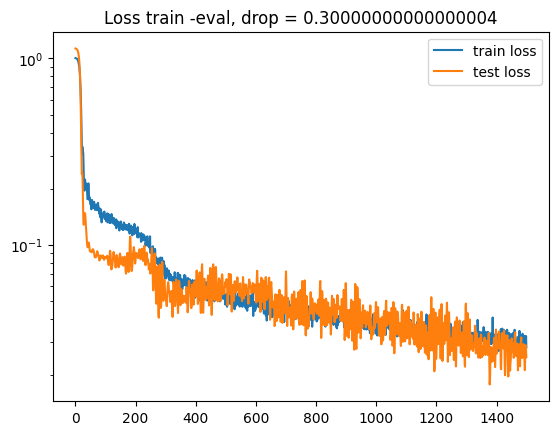 Loss train -eval, drop = 0.30000000000000004
train loss
test loss
10⁰
10⁻¹
0 200 400 600 800 1000 1200 1400